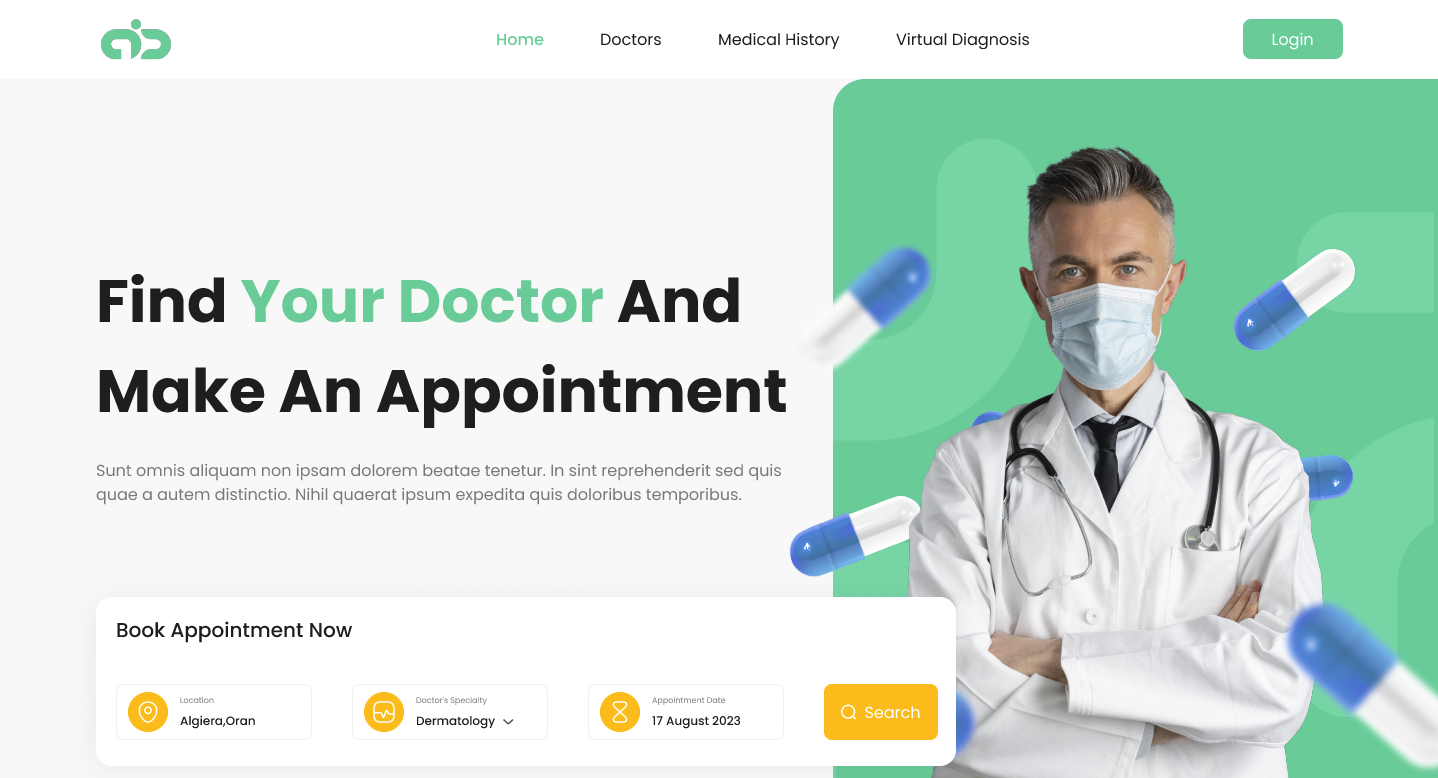 Home
Doctors
Medical History
Virtual Diagnosis
Login
Find Your Doctor And
Make An Appointment
Sunt omnis aliquam non ipsam dolorem beatae tenetur. In sint reprehenderit sed quis
quae a autem distinctio. Nihil quaerat ipsum expedita quis doloribus temporibus.
Book Appointment Now
Location
Algiera,Oran
Doctor's Specialty
Dermatology
Appointment Date
17 August 2023
Search